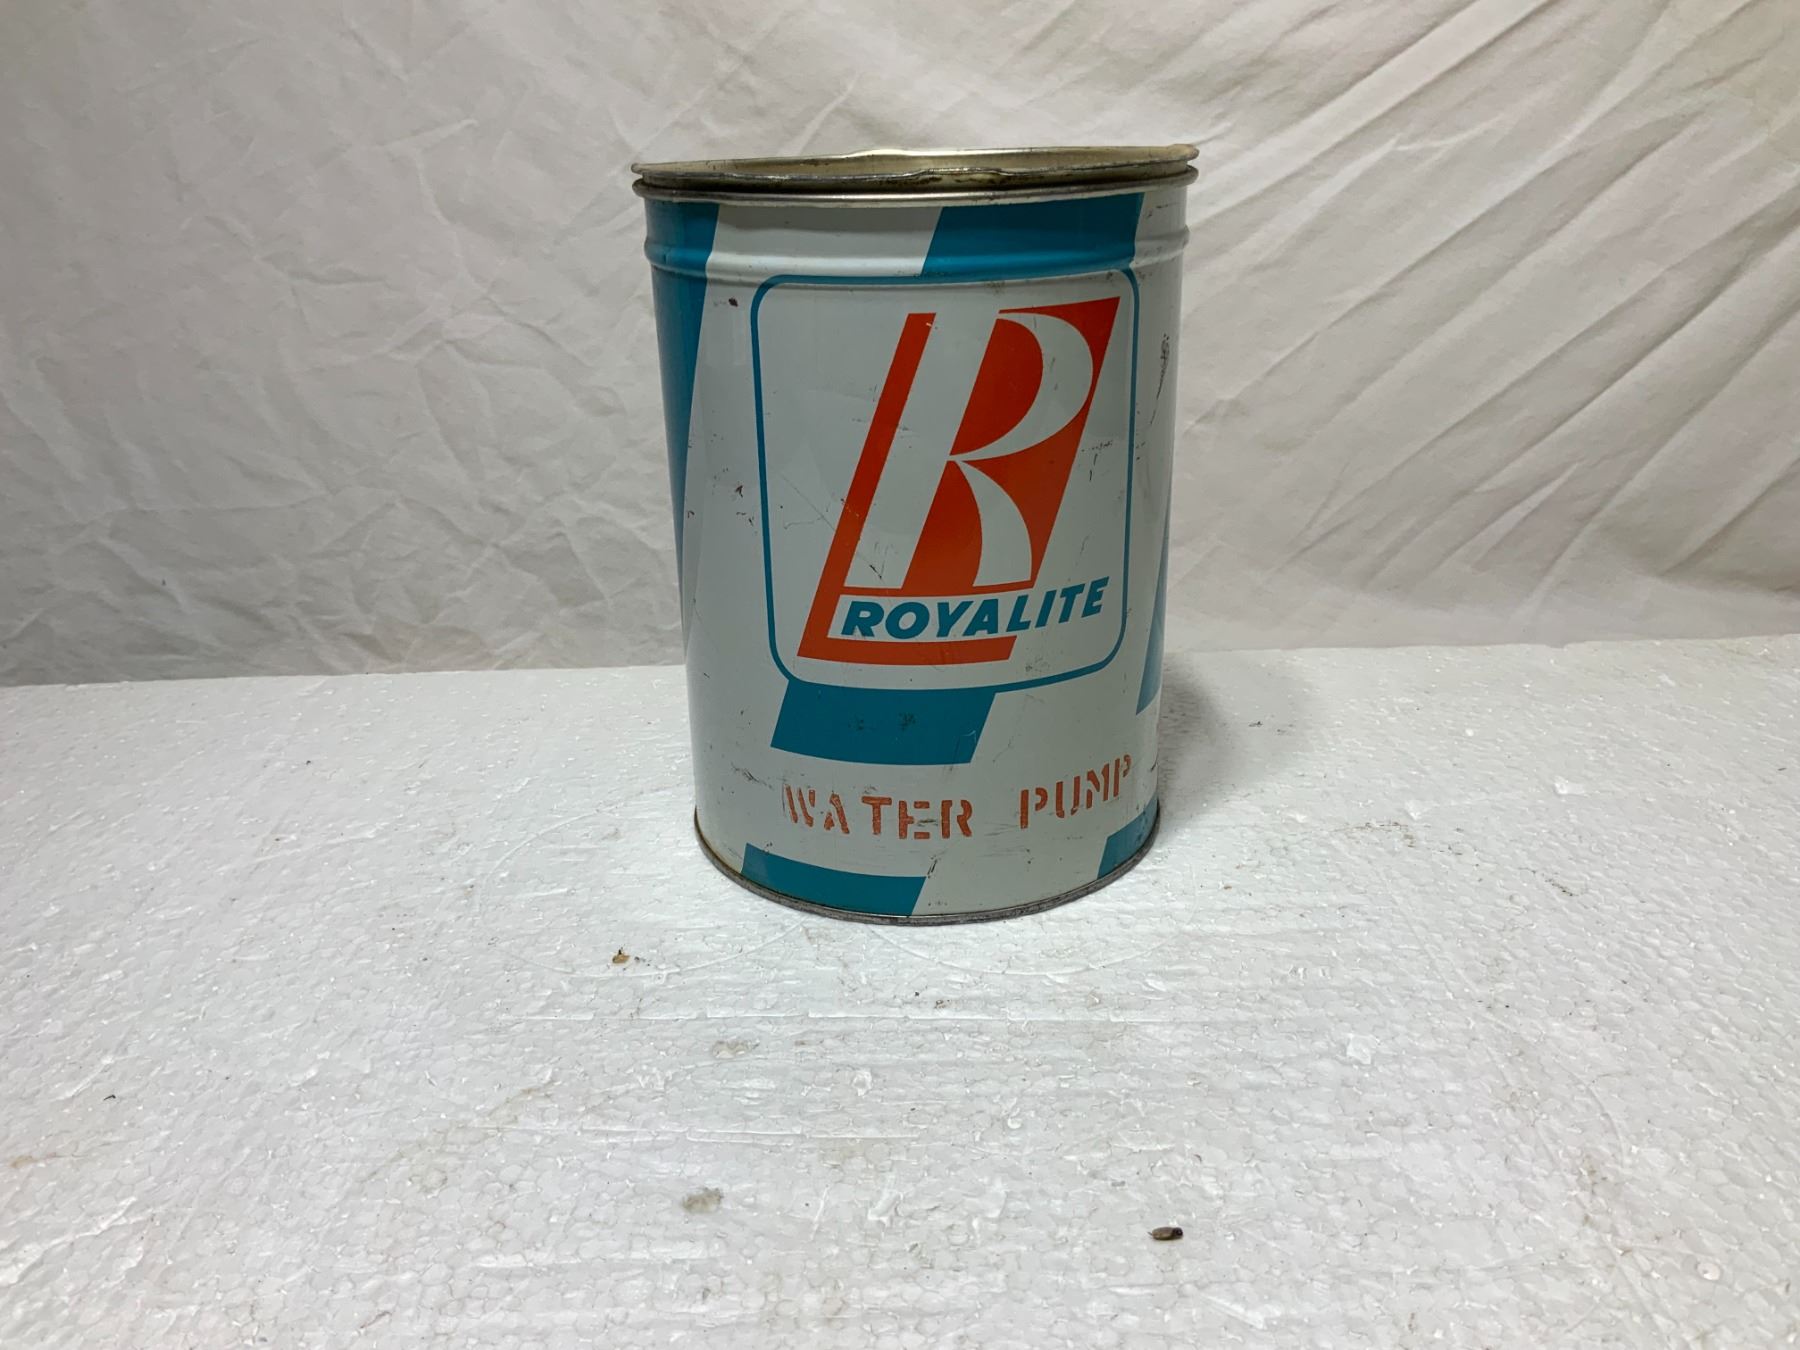 R
ROYALITE
WATER PUMP -